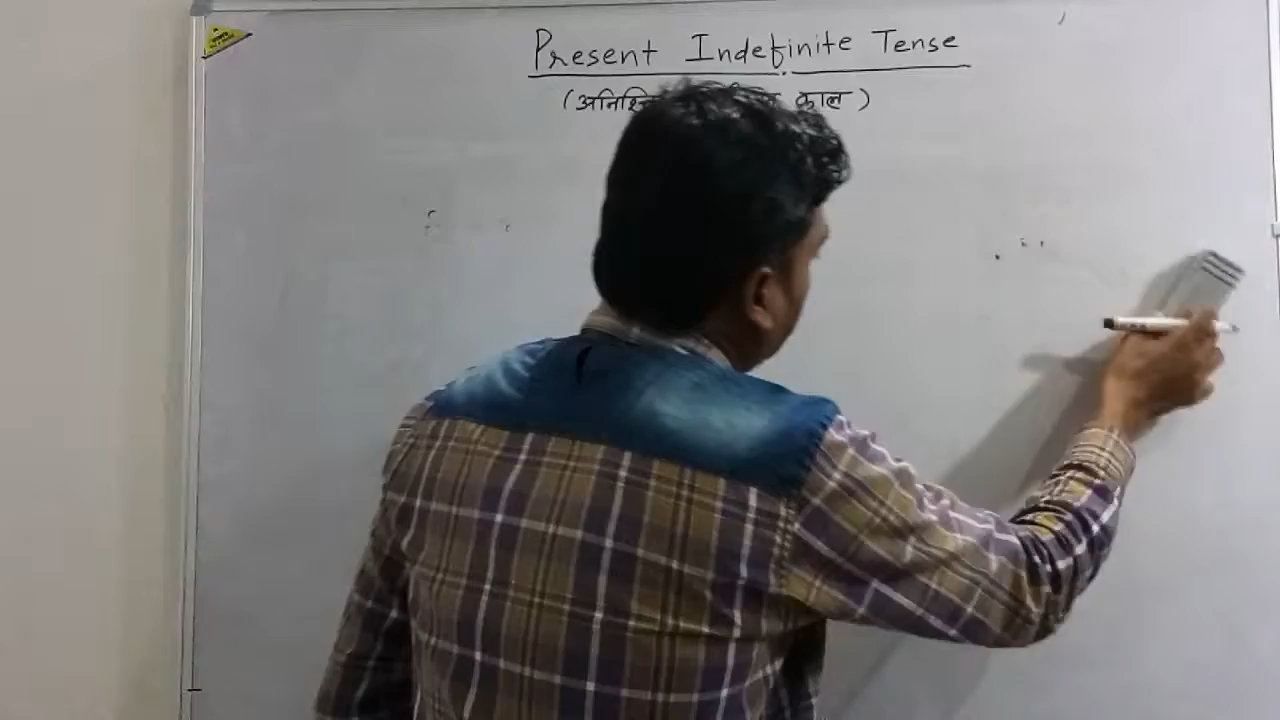 Present Indefinite Tense
काल )